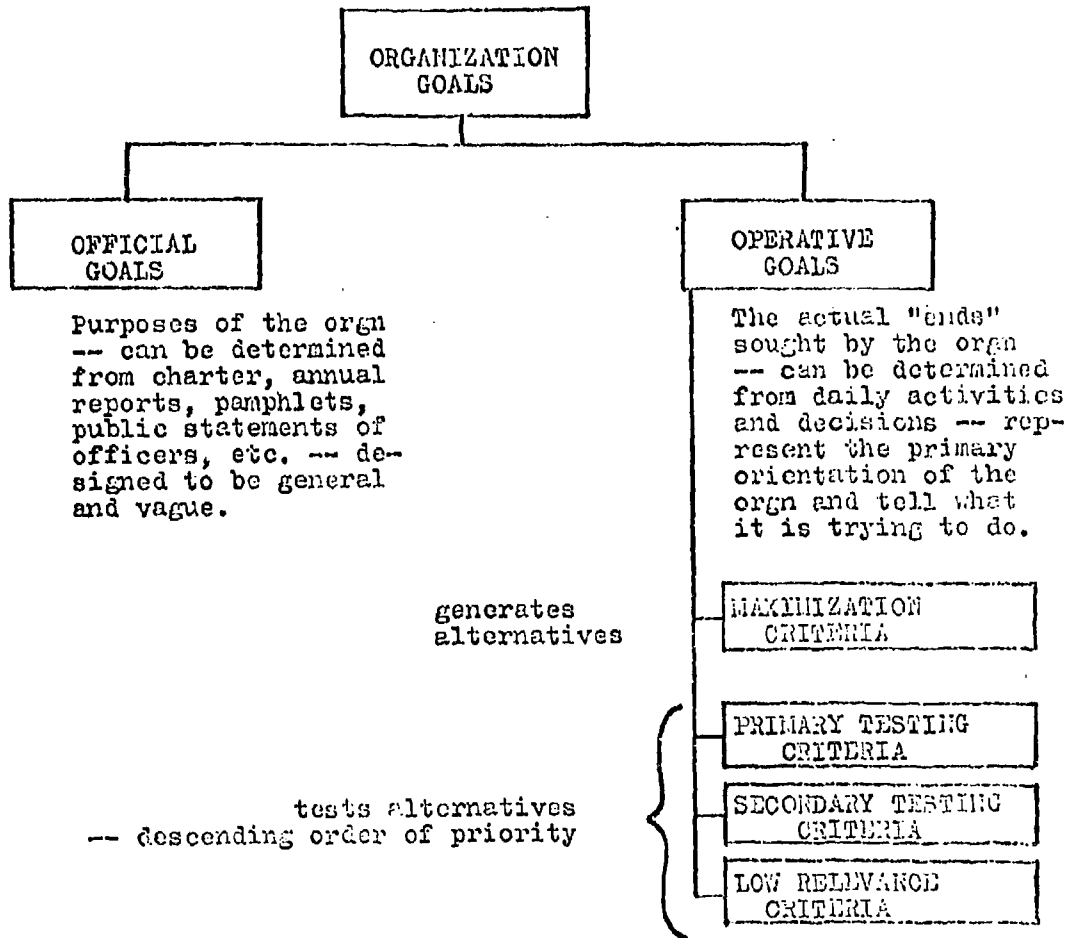 ORGANIZATION
GOALS
OFFICIAL
GOALS
Purposes of the orgn
-- can be determined
from charter, annual
reports, pamphlets,
public statements of
officers, etc. -- de-
signed to be general
and vague.
OPERATIVE
GOALS
The actual "ends"
sought by the orgn
-- can be determined
from daily activities
and decisions -- rep-
resent the primary
orientation of the
orgn and tell what
it is trying to do.
generates
alternatives
MAXIMIZATION
CRITERIA
tests alternatives
-- descending order of priority
PRIMARY TESTING
CRITERIA
SECONDARY TESTING
CRITERIA
LOW RELEVANCE
CRITERIA